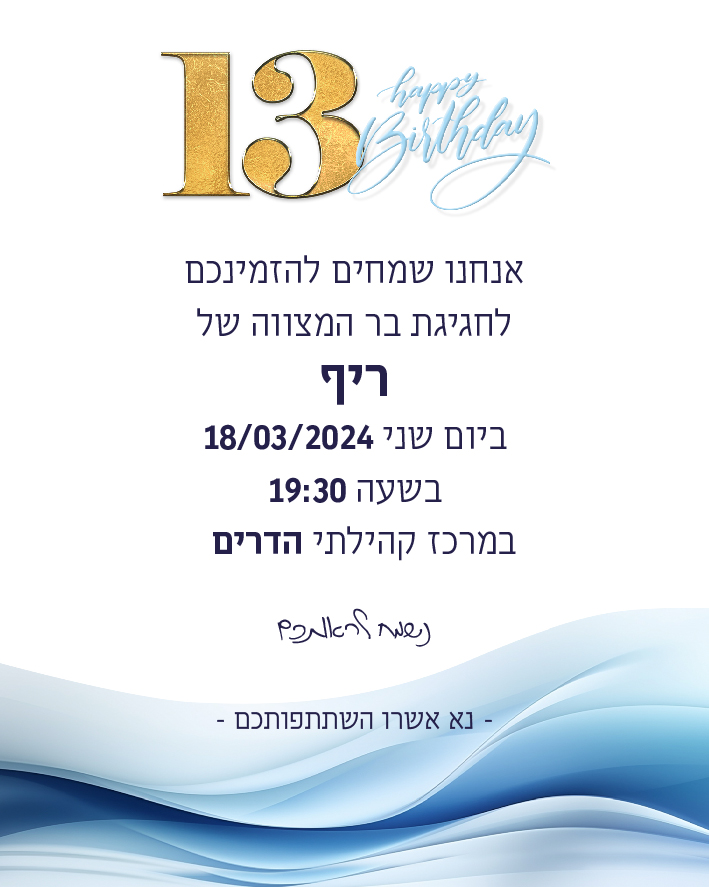 13
happy
Birthday
אנחנו שמחים להזמינכם
לחגיגת בר המצווה של
ריף
ביום שני 18/03/2024
בשעה 19:30
במרכז קהילתי הדרים
נשמח לראותכם
- נא אשרו השתתפותכם -